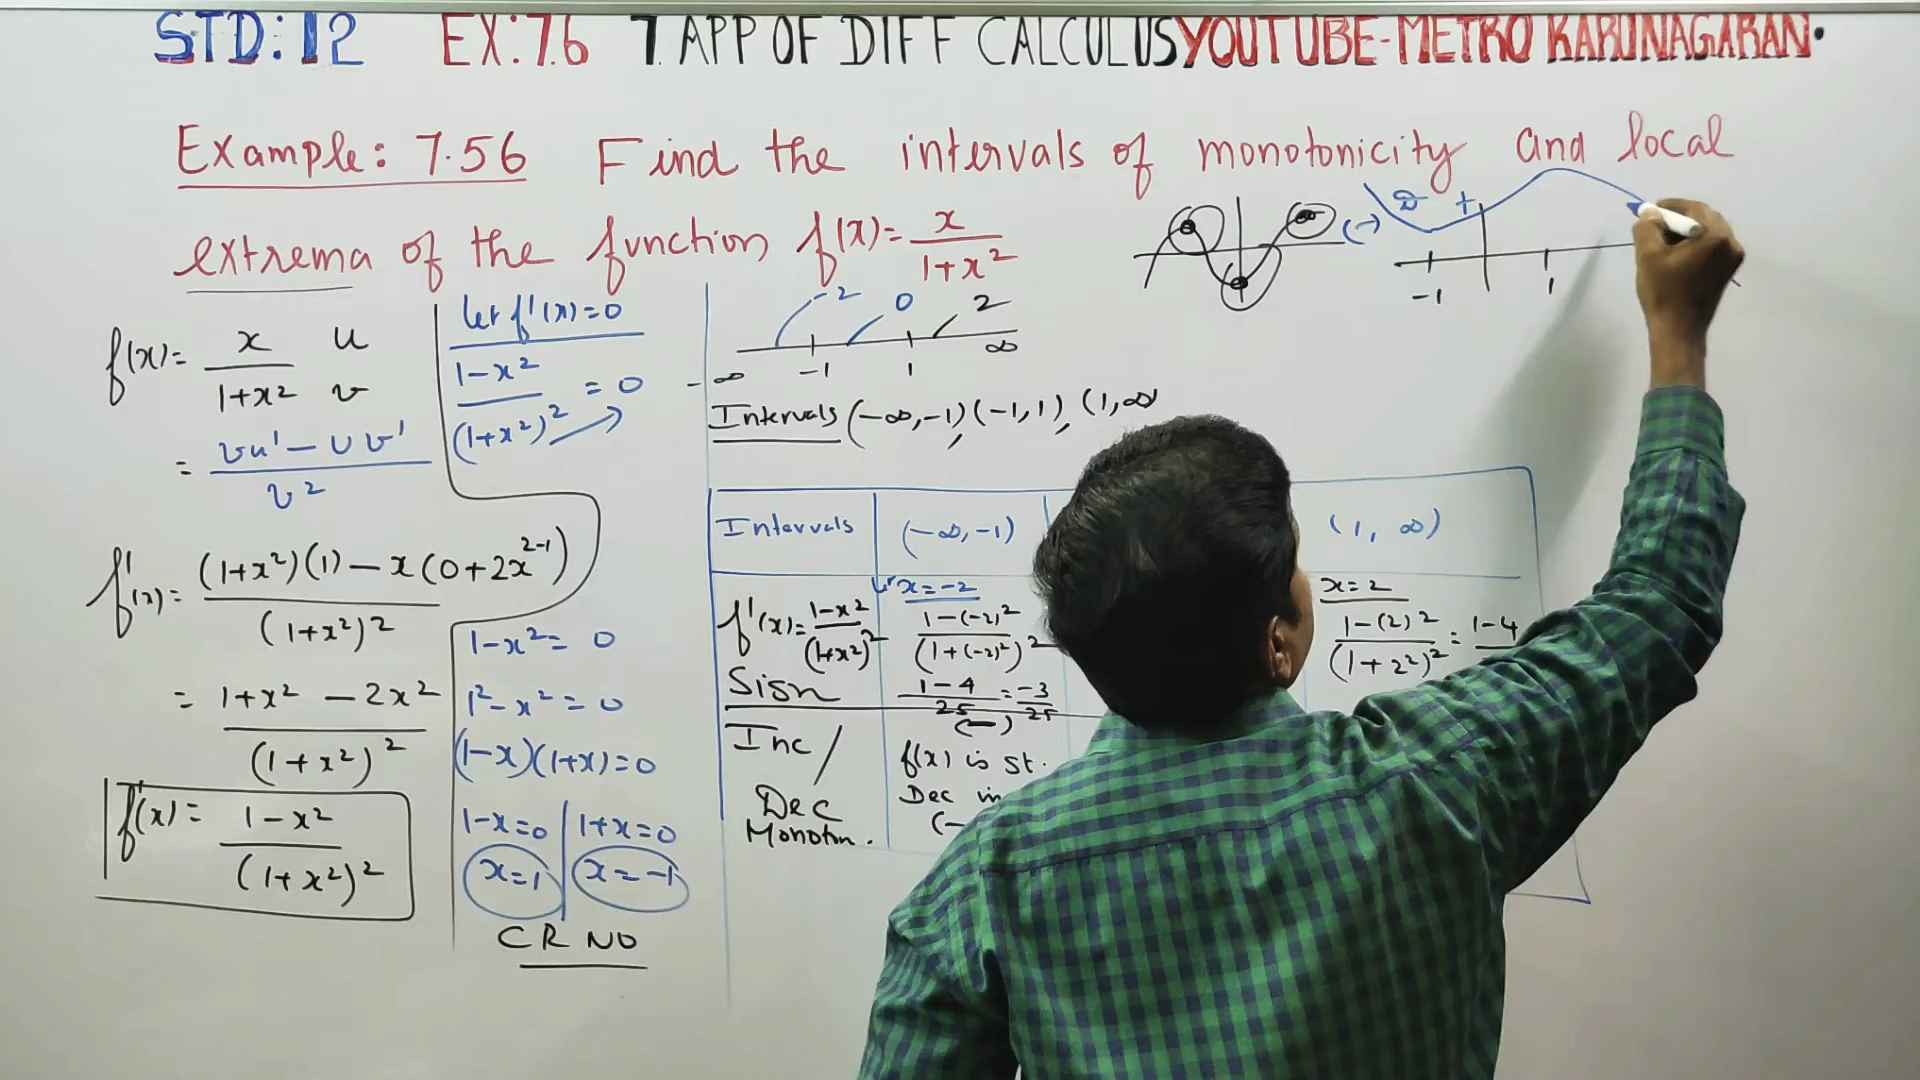 STD:12 EX:7.6 7 APP OF DIFF CALCULUS YOUTUBE-METRO KARUNAGARAN.
Example: 7.56 Find the intervals of monotonicity and local
extrema of the function f(x)= x/(1+x²)
f(x)= x/(1+x²) u v
= (vu' - uv')/v²
f'(x)= ((1+x²)(1) - x(0+2x^(2-1)))/(1+x²)²
= (1+x² - 2x²)/(1+x²)²
f'(x)= (1-x²)/(1+x²)²
let f'(x)=0
(1-x²)/(1+x²)² = 0
1-x² = 0
1²-x² = 0
(1-x)(1+x)=0
1-x=0 1+x=0
x=1 x=-1
CR NO
-2 0 2
-∞ -1 1 ∞
Intervals (-∞,-1), (-1,1), (1,∞
(-) +
-1 1
Intervals (-∞,-1) (1, ∞)
f'(x)= (1-x²)/(1+x²)²
Sign
x=-2
(1-(-2)²)/(1+(-2)²)²
(1-4)/25 = -3/25
(-)
x=2
(1-(2)²)/(1+2²)² = 1-4
Inc/
Dec
Monoton.
f(x) is st.
Dec in
(-